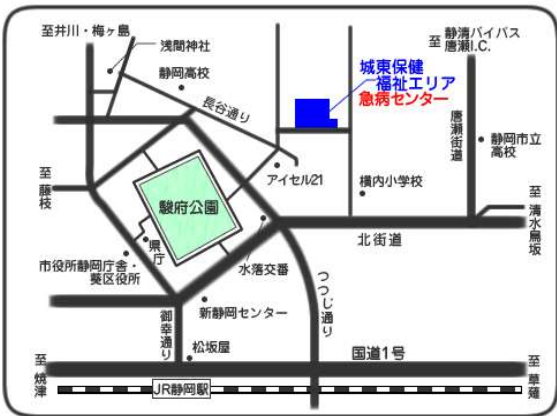 至井川・梅ヶ島
浅間神社
静岡高校
長谷通り
至
静清バイパス
唐瀬I.C.
城東保健
福祉エリア
急病センター
唐瀬街道
静岡市立
高校
至藤枝
アイセル21
横内小学校
至清水鳥坂
駿府公園
県庁
北街道
市役所静岡庁舎・
葵区役所
水落交番
つつじ通り
新静岡センター
御幸通り
松坂屋
国道1号
至焼津
至草薙
JR静岡駅